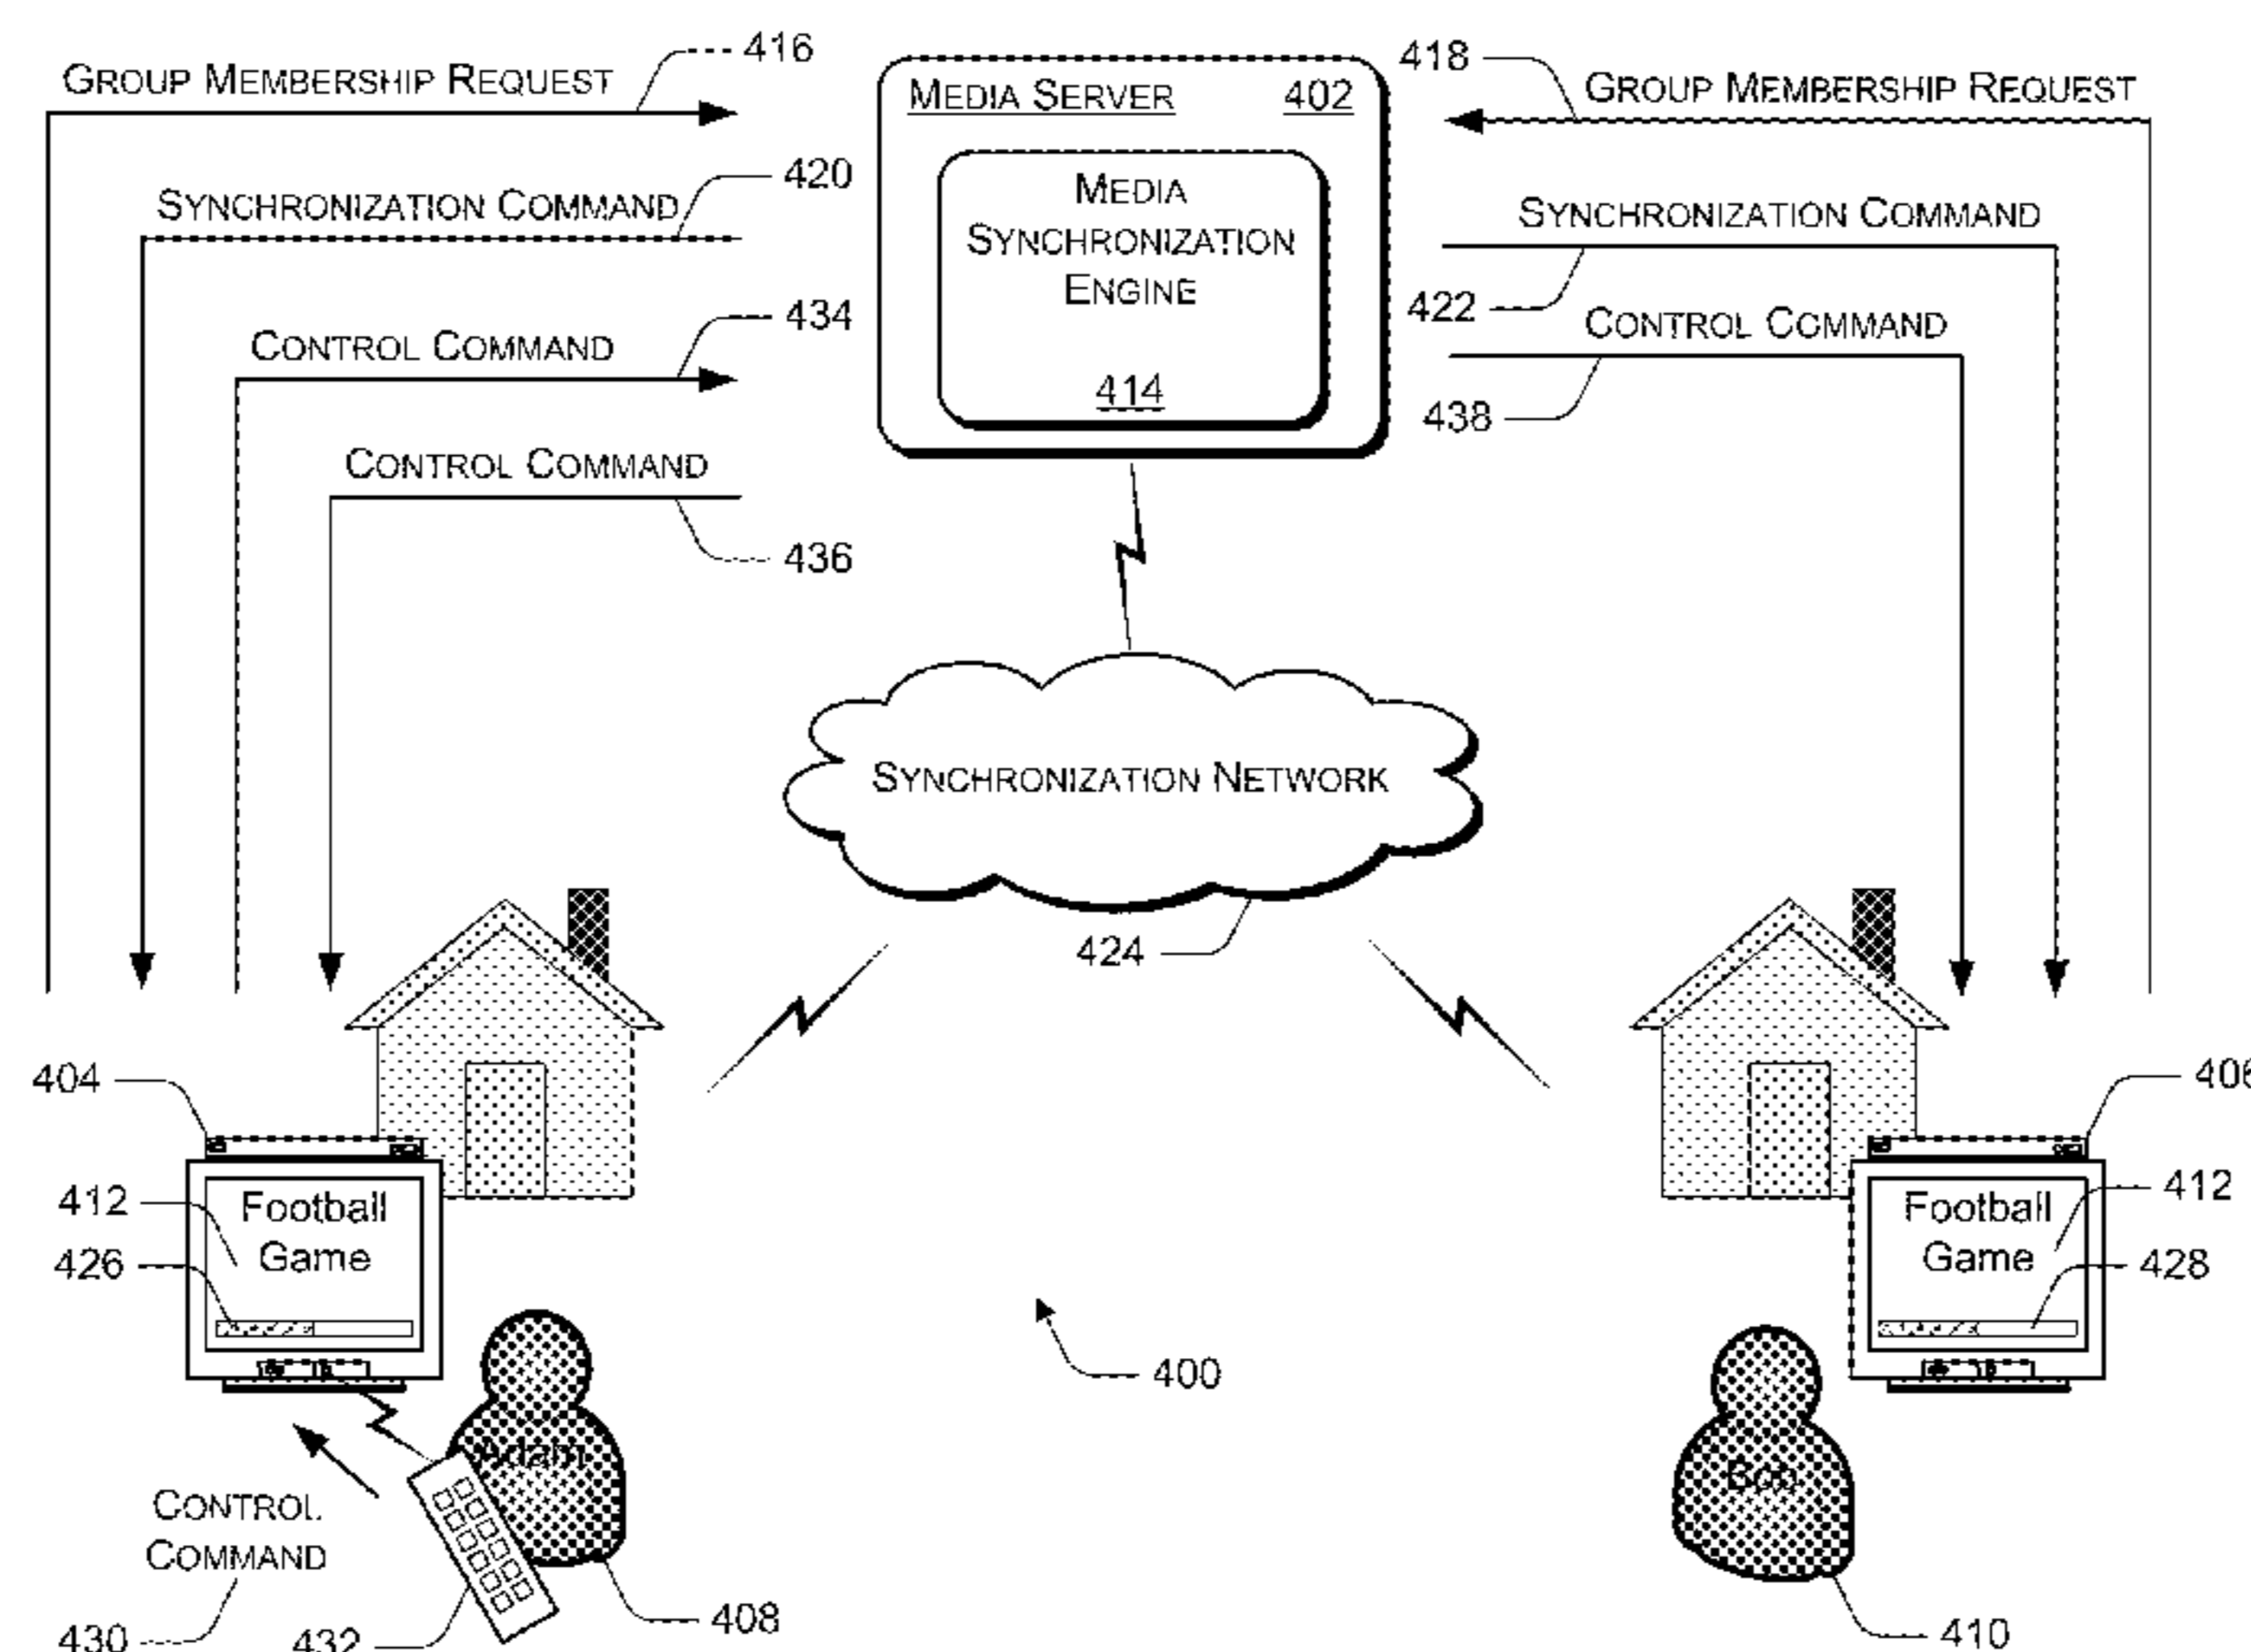 GROUP MEMBERSHIP REQUEST
416
MEDIA SERVER 402
418
GROUP MEMBERSHIP REQUEST
SYNCHRONIZATION COMMAND
420
MEDIA
SYNCHRONIZATION
ENGINE
414
SYNCHRONIZATION COMMAND
422
CONTROL COMMAND
434
CONTROL COMMAND
438
CONTROL COMMAND
436
SYNCHRONIZATION NETWORK
424
404
406
412
Football
Game
426
Football
Game
412
428
400
Adam
Bob
CONTROL
COMMAND
430
432
408
410